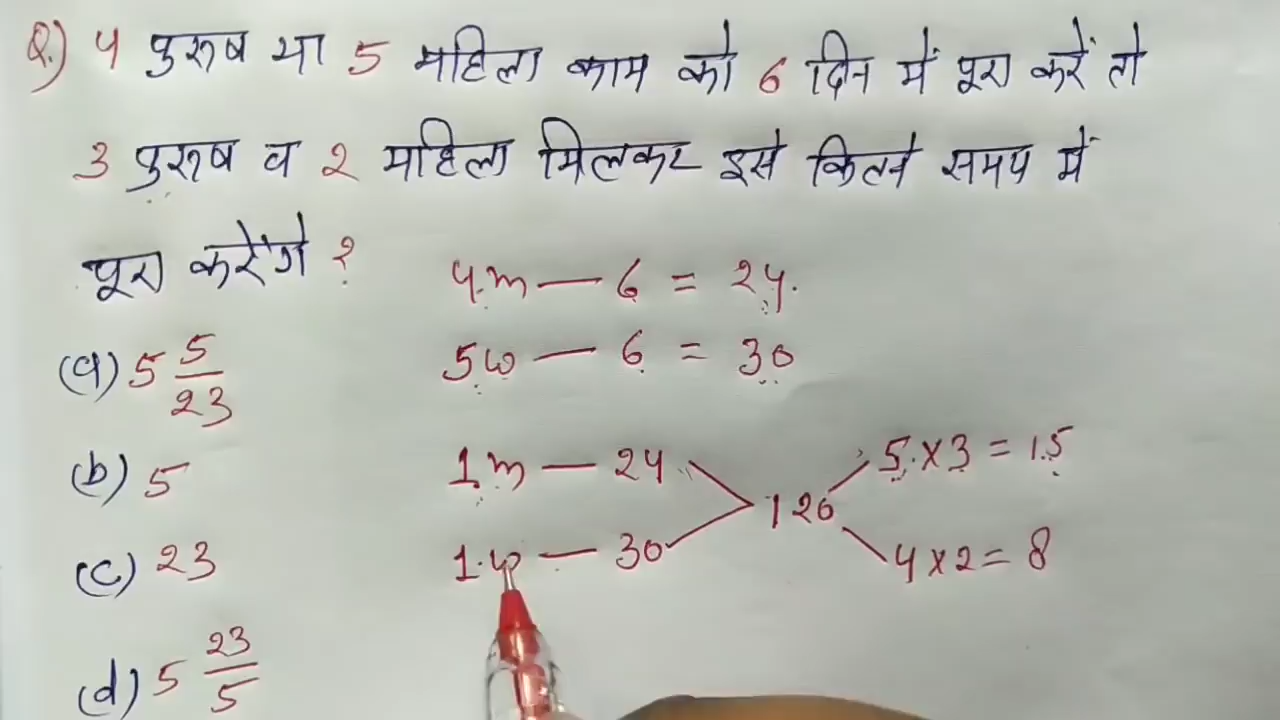 Q.) 4 पुरुष या 5 महिला काम को 6 दिन में पूरा करें तो
3 पुरुष व 2 महिला मिलकर इसे कितने समय में
पूरा करेंगे ?
4m — 6 = 24
5w — 6 = 30
(a) 5 5/23
(b) 5
(c) 23
(d) 5 23/5
1m — 24
1w — 30
120
5 x 3 = 15
4 x 2 = 8